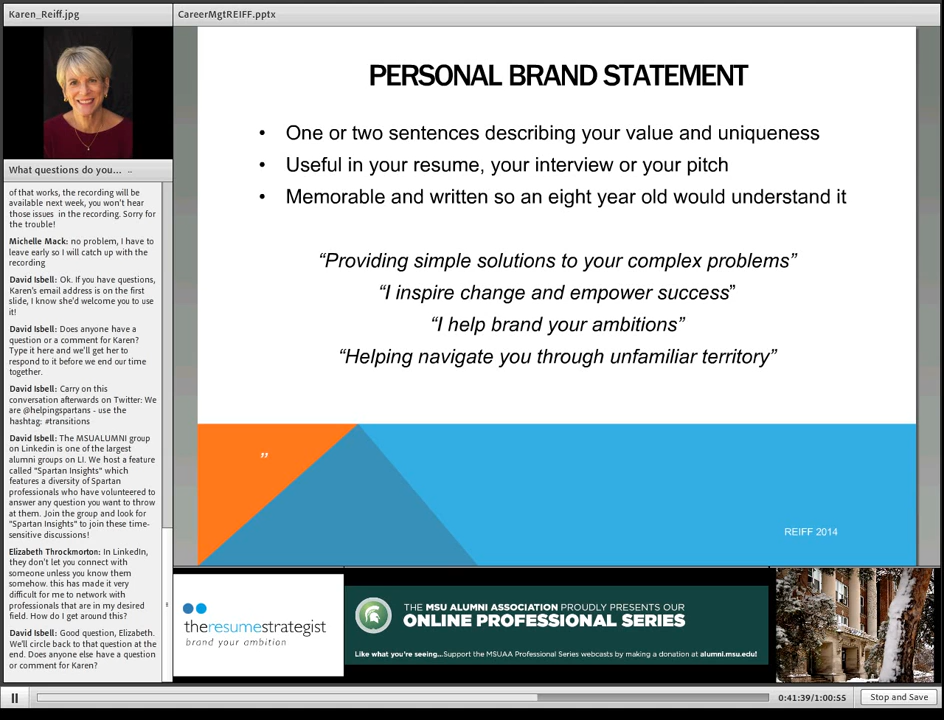 Karen_Reiff.jpg
CareerMgtREIFF.pptx
What questions do you... ..
of that works, the recording will be
available next week, you won't hear
those issues in the recording. Sorry for
the trouble!
Michelle Mack: no problem, I have to
leave early so I will catch up with the
recording
David Isbell: Ok. If you have questions,
Karen's email address is on the first
slide, I know she'd welcome you to use
it!
David Isbell: Does anyone have a
question or a comment for Karen?
Type it here and we'll get her to
respond to it before we end our time
together.
David Isbell: Carry on this
conversation afterwards on Twitter: We
are @helpingspartans - use the
hashtag: #transitions
David Isbell: The MSUALUMNI group
on Linkedin is one of the largest
alumni groups on LI. We host a feature
called "Spartan Insights" which
features a diversity of Spartan
professionals who have volunteered to
answer any question you want to throw
at them. Join the group and look for
"Spartan Insights" to join these time-
sensitive discussions!
Elizabeth Throckmorton: In LinkedIn,
they don't let you connect with
someone unless you know them
somehow. this has made it very
difficult for me to network with
professionals that are in my desired
field. How do I get around this?
David Isbell: Good question, Elizabeth.
We'll circle back to that question at the
end. Does anyone else have a question
or comment for Karen?
PERSONAL BRAND STATEMENT
• One or two sentences describing your value and uniqueness
• Useful in your resume, your interview or your pitch
• Memorable and written so an eight year old would understand it
“Providing simple solutions to your complex problems”
“I inspire change and empower success”
“I help brand your ambitions”
“Helping navigate you through unfamiliar territory”
”
REIFF 2014
theresumestrategist
brand your ambition
THE MSU ALUMNI ASSOCIATION PROUDLY PRESENTS OUR
ONLINE PROFESSIONAL SERIES
Like what you're seeing...Support the MSUAA Professional Series webcasts by making a donation at alumni.msu.edu!
0:41:39/1:00:55
Stop and Save